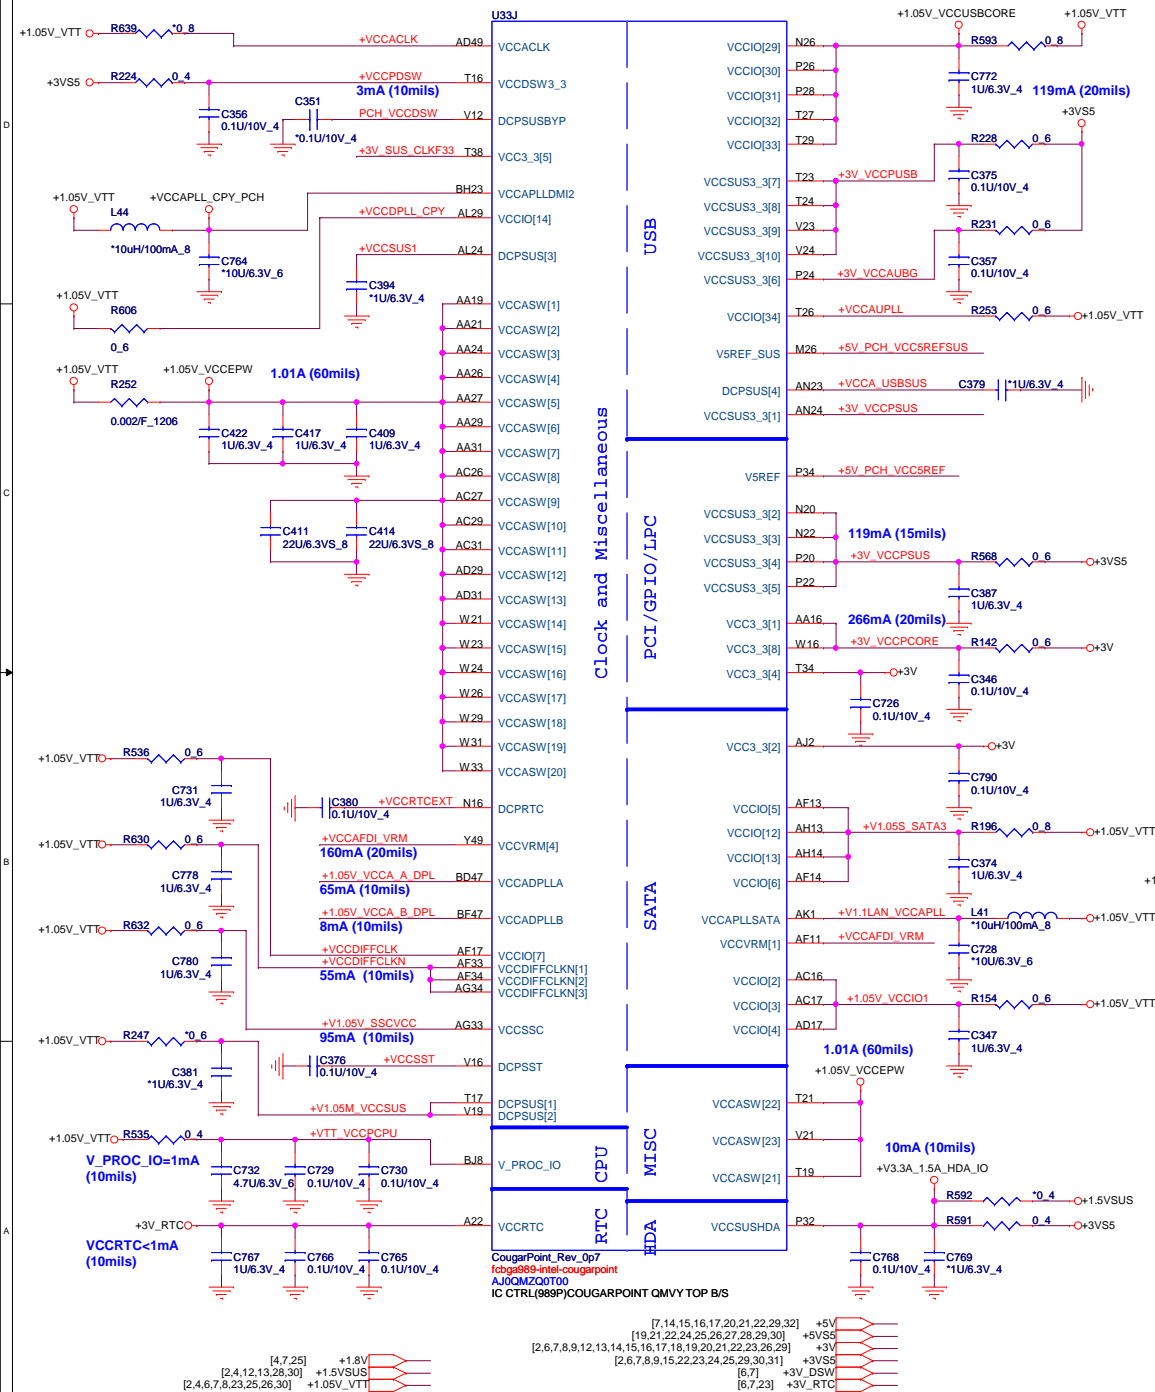 U33J
+1.05V_VTT
R639
*0_8
+VCCACLK
AD49
VCCACLK
+3VS5
R224
0_4
+VCCPDSW
3mA (10mils)
T16
VCCDSW3_3
C356
0.1U/10V_4
C351
*0.1U/10V_4
PCH_VCCDSW
V12
DCPSUSBYP
+3V_SUS_CLKF33
T38
VCC3_3[5]
+1.05V_VTT
+VCCAPLL_CPY_PCH
L44
*10uH/100mA_8
C764
*10U/6.3V_6
BH23
VCCAPLLDMI2
+VCCDPLL_CPY
AL29
VCCIO[14]
+VCCSUS1
AL24
DCPSUS[3]
C394
*1U/6.3V_4
+1.05V_VTT
R606
0_6
+1.05V_VTT
+1.05V_VCCEPW
1.01A (60mils)
R252
0.002/F_1206
C422
1U/6.3V_4
C417
1U/6.3V_4
C409
1U/6.3V_4
C411
22U/6.3VS_8
C414
22U/6.3VS_8
AA19
VCCASW[1]
AA21
VCCASW[2]
AA24
VCCASW[3]
AA26
VCCASW[4]
AA27
VCCASW[5]
AA29
VCCASW[6]
AA31
VCCASW[7]
AC26
VCCASW[8]
AC27
VCCASW[9]
AC29
VCCASW[10]
AC31
VCCASW[11]
AD29
VCCASW[12]
AD31
VCCASW[13]
W21
VCCASW[14]
W23
VCCASW[15]
W24
VCCASW[16]
W26
VCCASW[17]
W29
VCCASW[18]
W31
VCCASW[19]
W33
VCCASW[20]
+1.05V_VTT
R536
0_6
C731
1U/6.3V_4
C380
0.1U/10V_4
+VCCRTCEXT
N16
DCPRTC
+1.05V_VTT
R630
0_6
C778
1U/6.3V_4
+VCCAFDI_VRM
160mA (20mils)
Y49
VCCVRM[4]
+1.05V_VCCA_A_DPL
65mA (10mils)
BD47
VCCADPLLA
+1.05V_VCCA_B_DPL
8mA (10mils)
BF47
VCCADPLLB
+1.05V_VTT
R632
0_6
C780
1U/6.3V_4
+VCCDIFFCLK
AF17
VCCIO[7]
+VCCDIFFCLKN
55mA (10mils)
AF33
VCCDIFFCLKN[1]
AF34
VCCDIFFCLKN[2]
AG34
VCCDIFFCLKN[3]
+V1.05V_SSCVCC
95mA (10mils)
AG33
VCCSSC
+1.05V_VTT
R247
*0_6
C381
*1U/6.3V_4
C376
0.1U/10V_4
+VCCSST
V16
DCPSST
+V1.05M_VCCSUS
T17
DCPSUS[1]
V19
DCPSUS[2]
+1.05V_VTT
R535
0_4
+VTT_VCCPCPU
V_PROC_IO=1mA
(10mils)
C732
4.7U/6.3V_6
C729
0.1U/10V_4
C730
0.1U/10V_4
BJ8
V_PROC_IO
+3V_RTC
VCCRTC<1mA
(10mils)
C767
1U/6.3V_4
C766
0.1U/10V_4
C765
0.1U/10V_4
A22
VCCRTC
Clock and Miscellaneous
USB
PCI/GPIO/LPC
SATA
MISC
CPU
RTC
HDA
+1.05V_VCCUSBCORE
+1.05V_VTT
VCCIO[29]
N26
R593
0_8
VCCIO[30]
P26
C772
1U/6.3V_4
119mA (20mils)
VCCIO[31]
P28
VCCIO[32]
T27
VCCIO[33]
T29
+3VS5
R228
0_6
VCCSUS3_3[7]
T23
+3V_VCCPUSB
C375
0.1U/10V_4
VCCSUS3_3[8]
T24
VCCSUS3_3[9]
V23
R231
0_6
VCCSUS3_3[10]
V24
C357
0.1U/10V_4
VCCSUS3_3[6]
P24
+3V_VCCAUBG
VCCIO[34]
T26
+VCCAUPLL
R253
0_6
+1.05V_VTT
V5REF_SUS
M26
+5V_PCH_VCC5REFSUS
DCPSUS[4]
AN23
+VCCA_USBSUS
C379
*1U/6.3V_4
VCCSUS3_3[1]
AN24
+3V_VCCPSUS
V5REF
P34
+5V_PCH_VCC5REF
VCCSUS3_3[2]
N20
VCCSUS3_3[3]
N22
119mA (15mils)
VCCSUS3_3[4]
P20
+3V_VCCPSUS
R568
0_6
+3VS5
VCCSUS3_3[5]
P22
C387
1U/6.3V_4
VCC3_3[1]
AA16
266mA (20mils)
VCC3_3[8]
W16
+3V_VCCPCORE
R142
0_6
+3V
VCC3_3[4]
T34
+3V
C346
0.1U/10V_4
C726
0.1U/10V_4
VCC3_3[2]
AJ2
+3V
C790
0.1U/10V_4
VCCIO[5]
AF13
VCCIO[12]
AH13
+V1.05S_SATA3
R196
0_8
+1.05V_VTT
VCCIO[13]
AH14
C374
1U/6.3V_4
VCCIO[6]
AF14
+1
VCCAPLLSATA
AK1
+V1.1LAN_VCCAPLL
L41
*10uH/100mA_8
+1.05V_VTT
VCCVRM[1]
AF11
+VCCAFDI_VRM
C728
*10U/6.3V_6
VCCIO[2]
AC16
VCCIO[3]
AC17
+1.05V_VCCIO1
R154
0_6
+1.05V_VTT
VCCIO[4]
AD17
C347
1U/6.3V_4
1.01A (60mils)
+1.05V_VCCEPW
VCCASW[22]
T21
VCCASW[23]
V21
VCCASW[21]
T19
10mA (10mils)
+V3.3A_1.5A_HDA_IO
R592
*0_4
+1.5VSUS
VCCSUSHDA
P32
R591
0_4
+3VS5
C768
0.1U/10V_4
C769
*1U/6.3V_4
CougarPoint_Rev_0p7
fcbga989-intel-cougarpoint
AJ0QMZQ0T00
IC CTRL(989P)COUGARPOINT QMVY TOP B/S
[4,7,25] +1.8V
[2,4,12,13,28,30] +1.5VSUS
[2,4,6,7,8,23,25,26,30] +1.05V_VTT
[7,14,15,16,17,20,21,22,29,32] +5V
[19,21,22,24,25,26,27,28,29,30] +5VS5
[2,6,7,8,9,12,13,14,15,16,17,18,19,20,21,22,23,26,29] +3V
[2,6,7,8,9,15,22,23,24,25,29,30,31] +3VS5
[6,7] +3V_DSW
[6,7,23] +3V_RTC
D
C
B
A